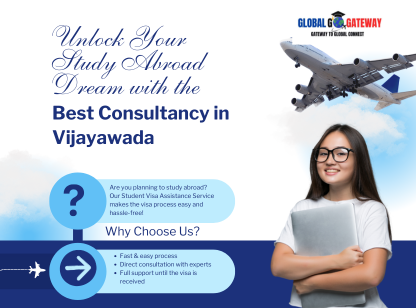 GLOBAL GO GATEWAY
GATEWAY TO GLOBAL CONNECT
Unlock Your
Study Abroad
Dream with the
Best Consultancy in
Vijayawada
?
Are you planning to study abroad?
Our Student Visa Assistance Service
makes the visa process easy and
hassle-free!
Why Choose Us?
• Fast & easy process
• Direct consultation with experts
• Full support until the visa is
received